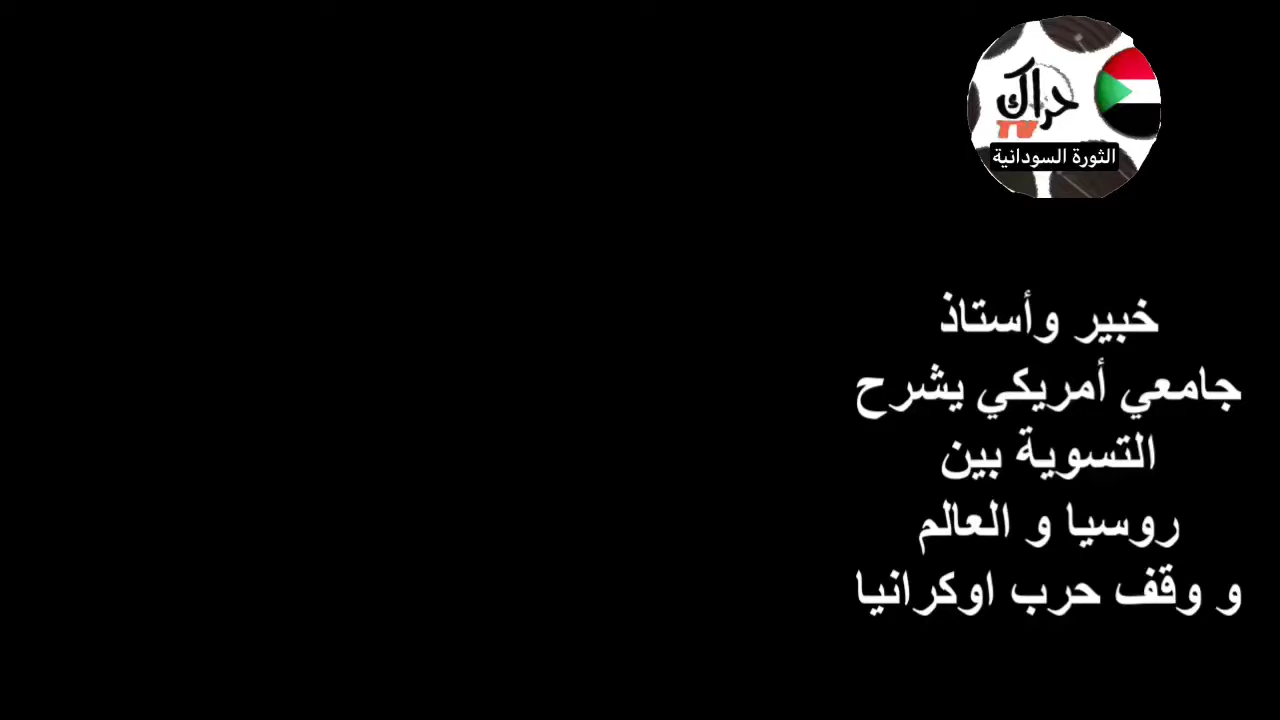 حراك
TV
الثورة السودانية
خبير وأستاذ
جامعي أمريكي يشرح
التسوية بين
روسيا و العالم
و وقف حرب اوكرانيا